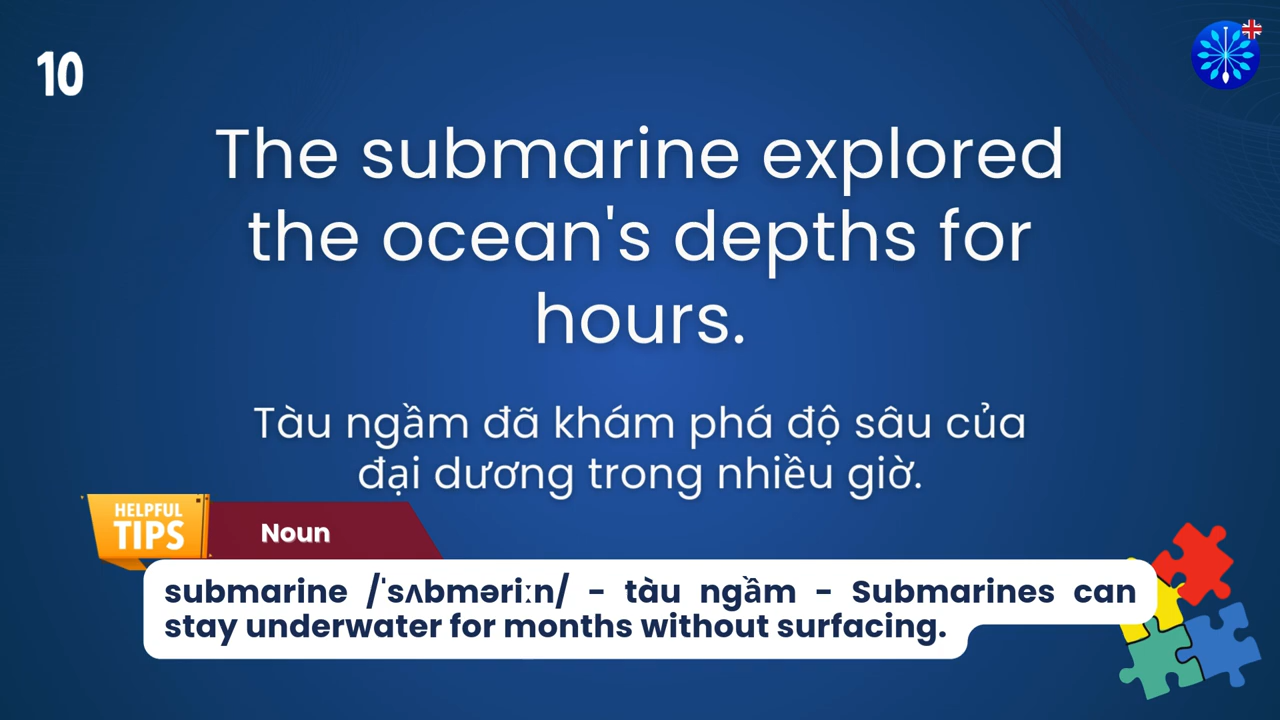 10
The submarine explored
the ocean's depths for
hours.
Tàu ngầm đã khám phá độ sâu của
đại dương trong nhiều giờ.
HELPFUL
TIPS
Noun
submarine /ˈsʌbməriːn/ - tàu ngầm - Submarines can
stay underwater for months without surfacing.